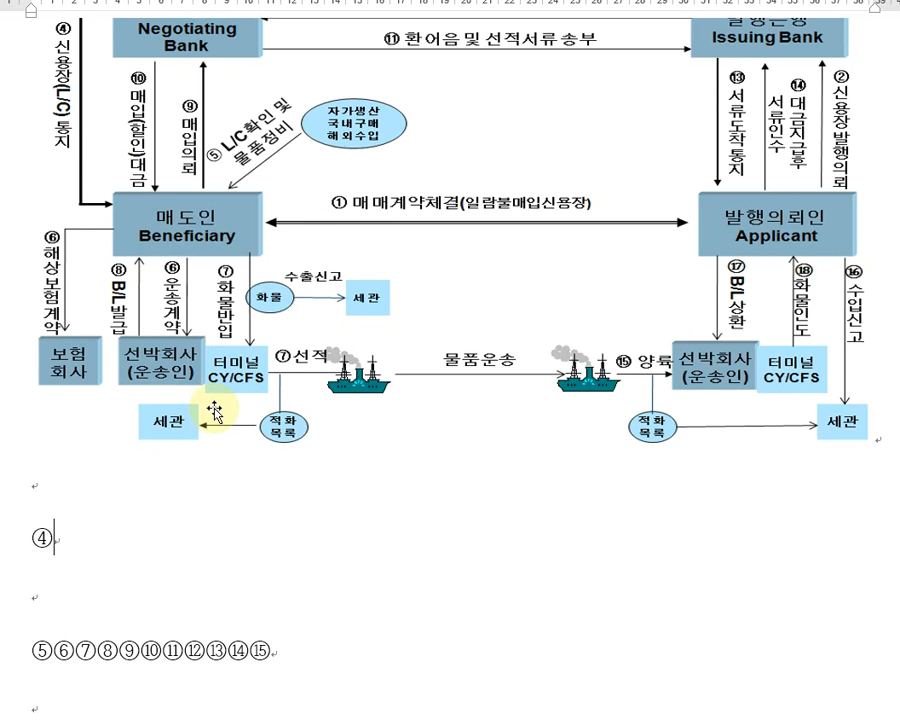 Negotiating
Bank
발행은행
Issuing Bank
⑪ 환어음 및 선적서류 송부
④ 신용장(L/C) 통지
⑩ 매입(할인)대금
⑨ 매입의뢰
⑤ L/C 확인 및
물품정비
자가생산
국내구매
해외수입
⑬ 서류도착통지
⑭ 대금지급후
서류인수
② 신용장발행의뢰
매도인
Beneficiary
① 매매계약체결(일람불매입신용장)
발행의뢰인
Applicant
⑥ 해상보험계약
⑧ B/L발급
⑥ 운송계약
⑦ 화물반입
수출신고
화물
세관
⑰ B/L상환
⑱ 화물인도
⑯ 수입신고
보험
회사
선박회사
(운송인)
터미널
CY/CFS
⑦ 선적
물품운송
⑮ 양륙
선박회사
(운송인)
터미널
CY/CFS
세관
적화
목록
적화
목록
세관
④
⑤⑥⑦⑧⑨⑩⑪⑫⑬⑭⑮